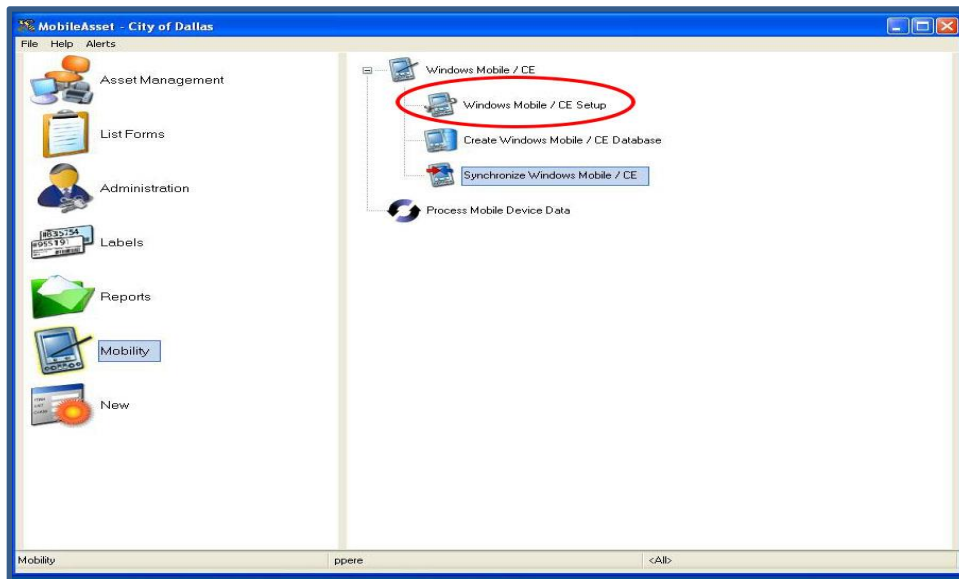 MobileAsset - City of Dallas
File Help Alerts
Asset Management
List Forms
Administration
#635754
#955191
Labels
Reports
Mobility
New
Windows Mobile / CE
Windows Mobile / CE Setup
Create Windows Mobile / CE Database
Synchronize Windows Mobile / CE
Process Mobile Device Data
Mobility ppere <All>